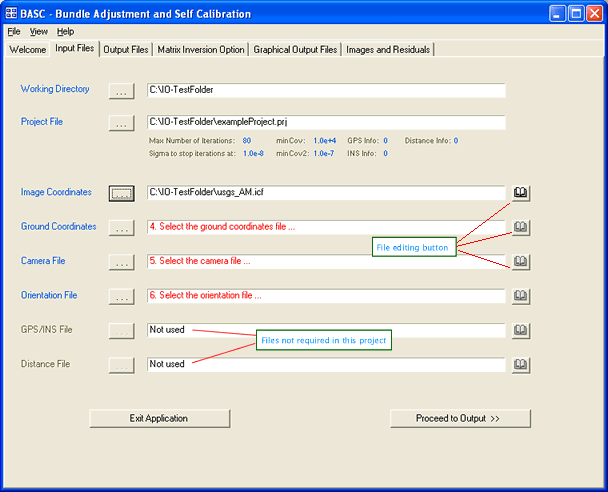 BASC - Bundle Adjustment and Self Calibration
File View Help
Welcome Input Files Output Files Matrix Inversion Option Graphical Output Files Images and Residuals
Working Directory ... C:\IO-TestFolder
Project File ... C:\IO-TestFolder\exampleProject.prj
Max Number of Iterations: 80 minCov: 1.0e+4 GPS Info: 0 Distance Info: 0
Sigma to stop iterations at: 1.0e-8 minCov2: 1.0e-7 INS Info: 0
Image Coordinates ... C:\IO-TestFolder\usgs_AM.icf
Ground Coordinates ... 4. Select the ground coordinates file ...
File editing button
Camera File ... 5. Select the camera file ...
Orientation File ... 6. Select the orientation file ...
GPS/INS File ... Not used
Files not required in this project
Distance File ... Not used
Exit Application Proceed to Output >>